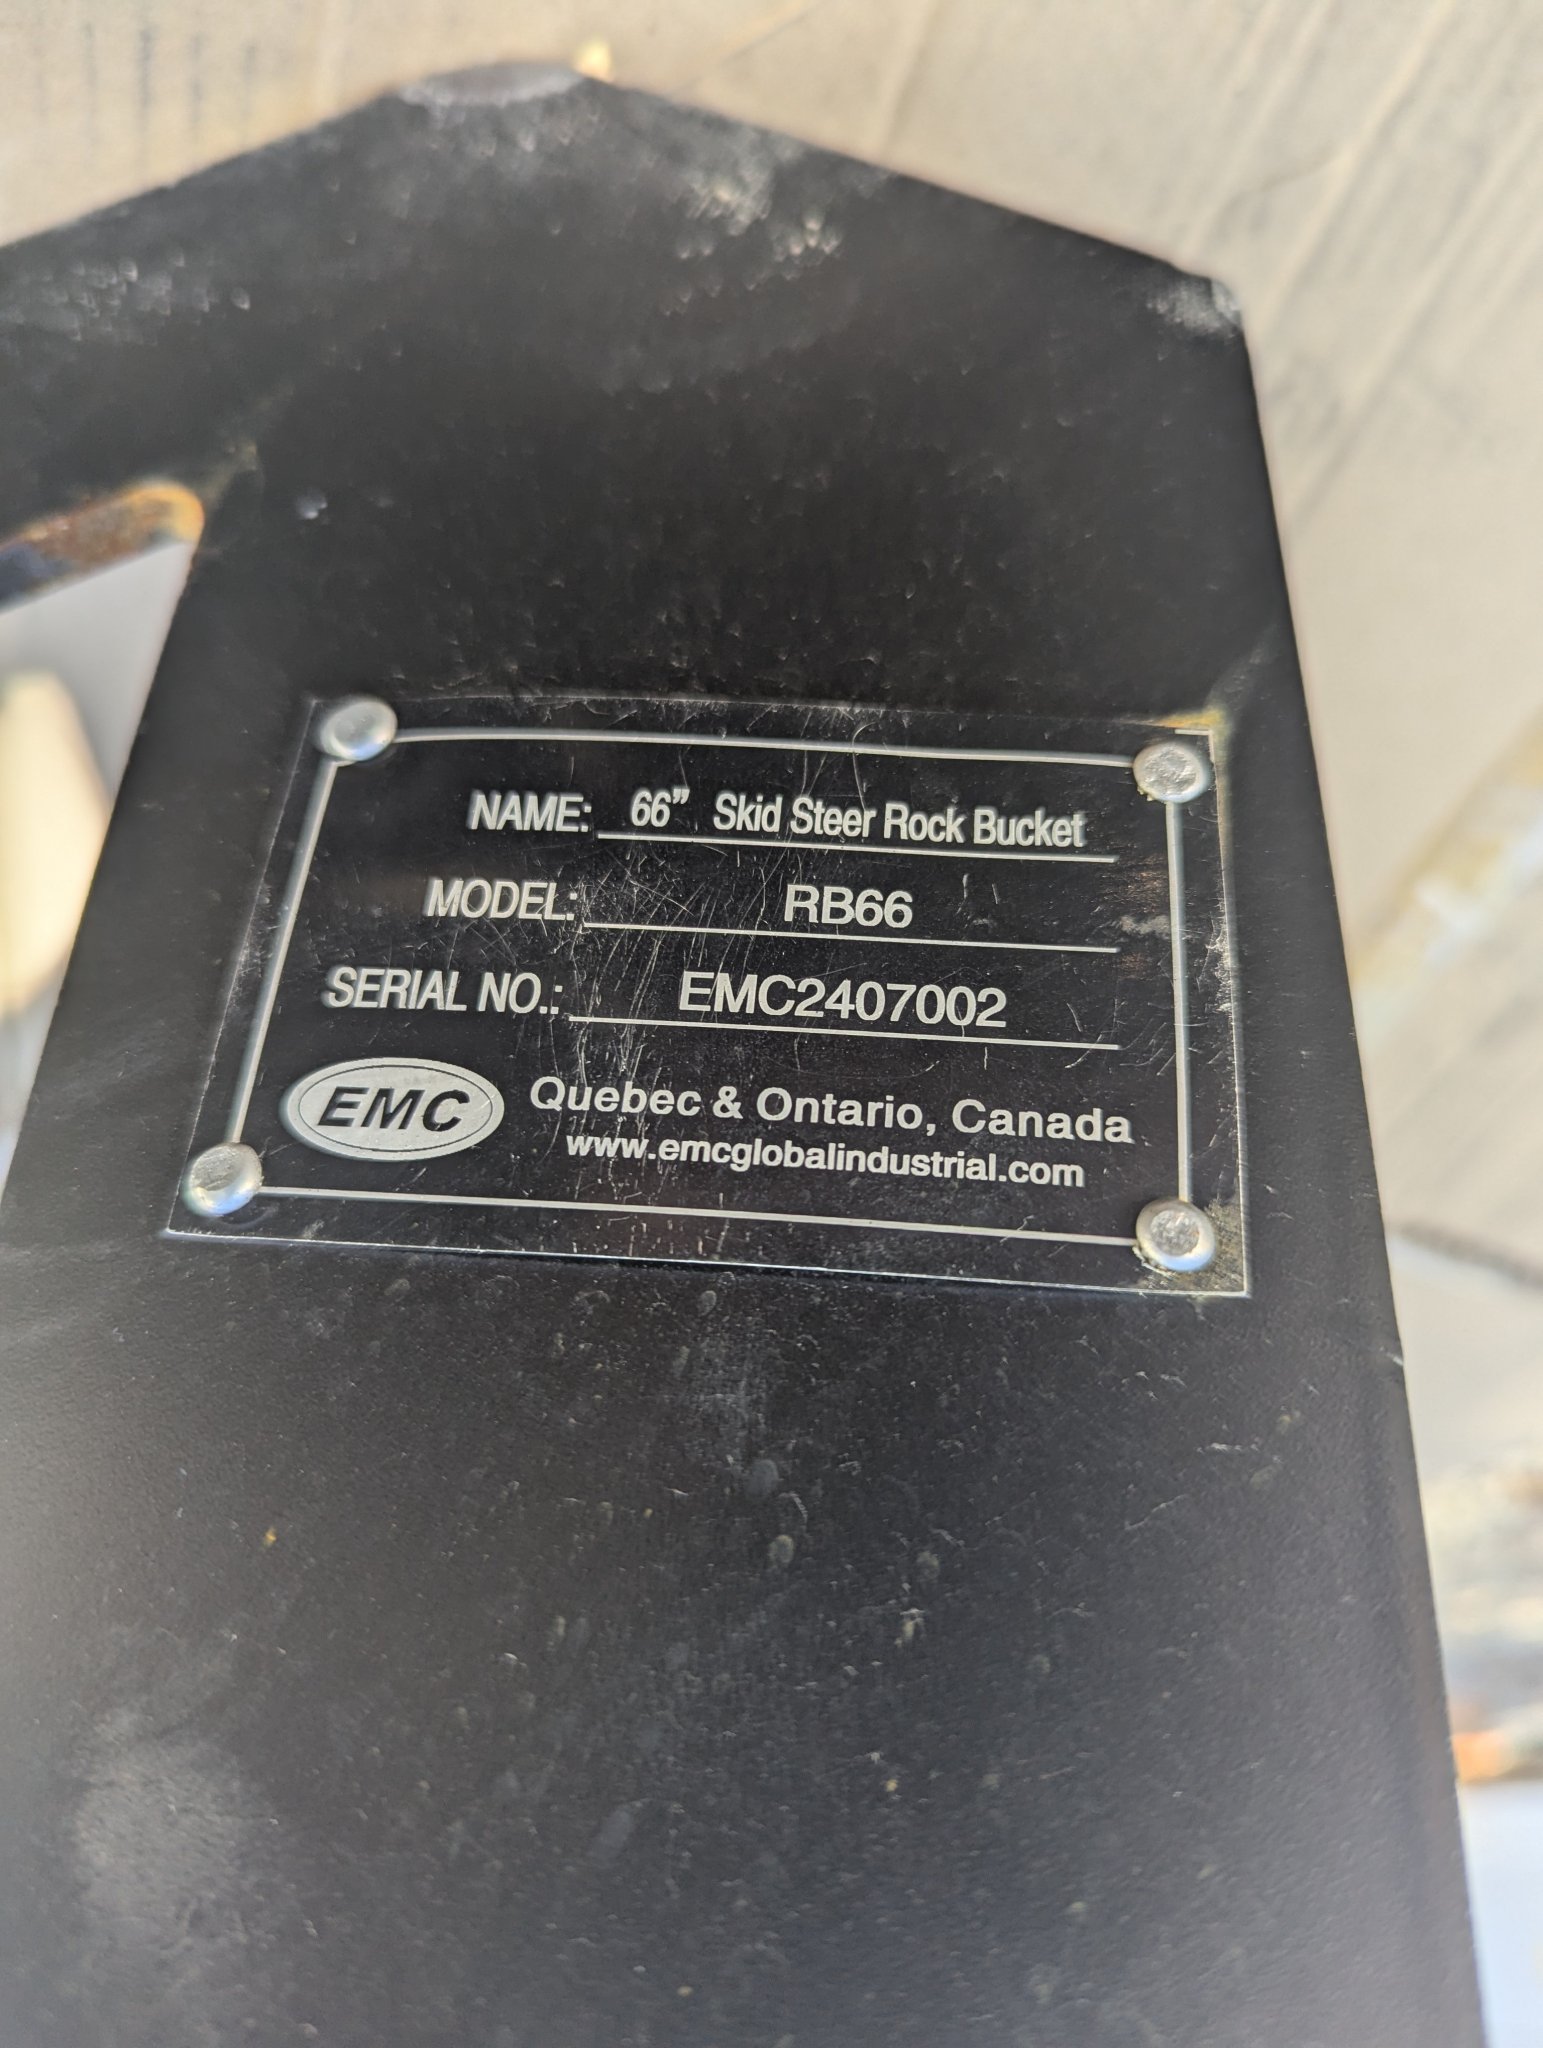 NAME: 66” Skid Steer Rock Bucket
MODEL: RB66
SERIAL NO.: EMC2407002
EMC Quebec & Ontario, Canada
www.emcglobalindustrial.com